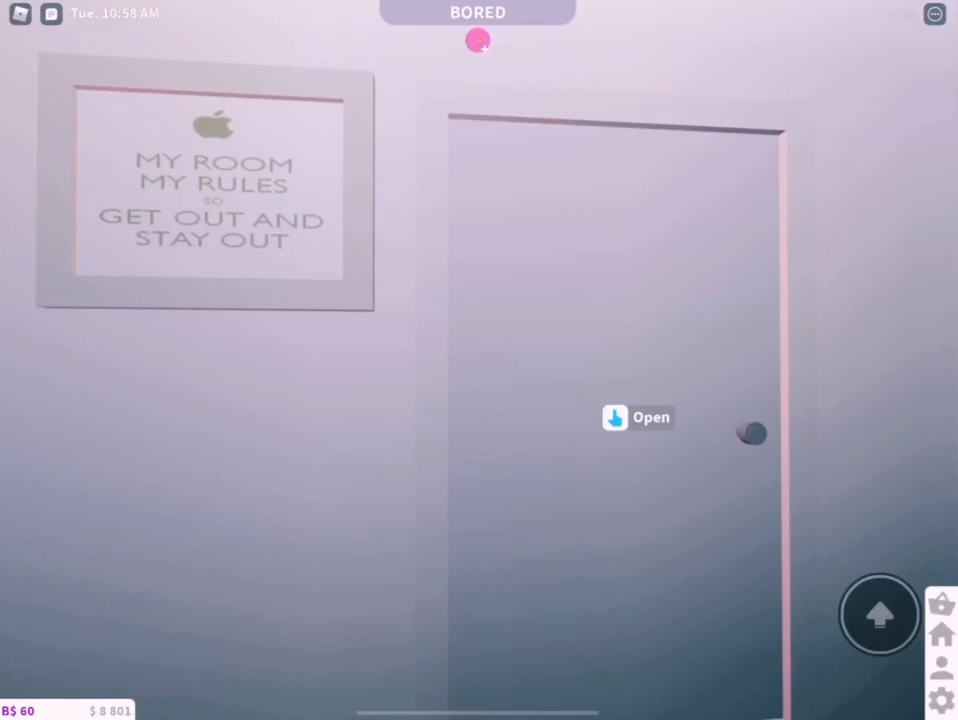 Tue. 10:58 AM
BORED
MY ROOM
MY RULES
SO
GET OUT AND
STAY OUT
Open
B$ 60
$ 8 801